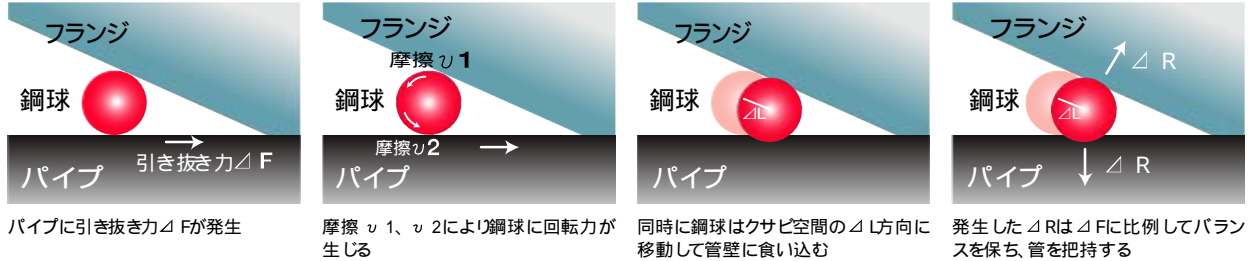 フランジ
鋼球
引き抜き力⊿ F
パイプ
パイプに引き抜き力⊿ Fが発生
フランジ
摩擦 υ 1
鋼球
摩擦υ2
パイプ
摩擦 υ 1、υ 2により鋼球に回転力が
生じる
フランジ
鋼球
⊿L
パイプ
同時に鋼球はクサビ空間の⊿ L方向に
移動して管壁に食い込む
フランジ
⊿ R
鋼球
⊿L
⊿ R
パイプ
発生した⊿ Rは⊿ Fに比例してバラン
スを保ち、管を把持する